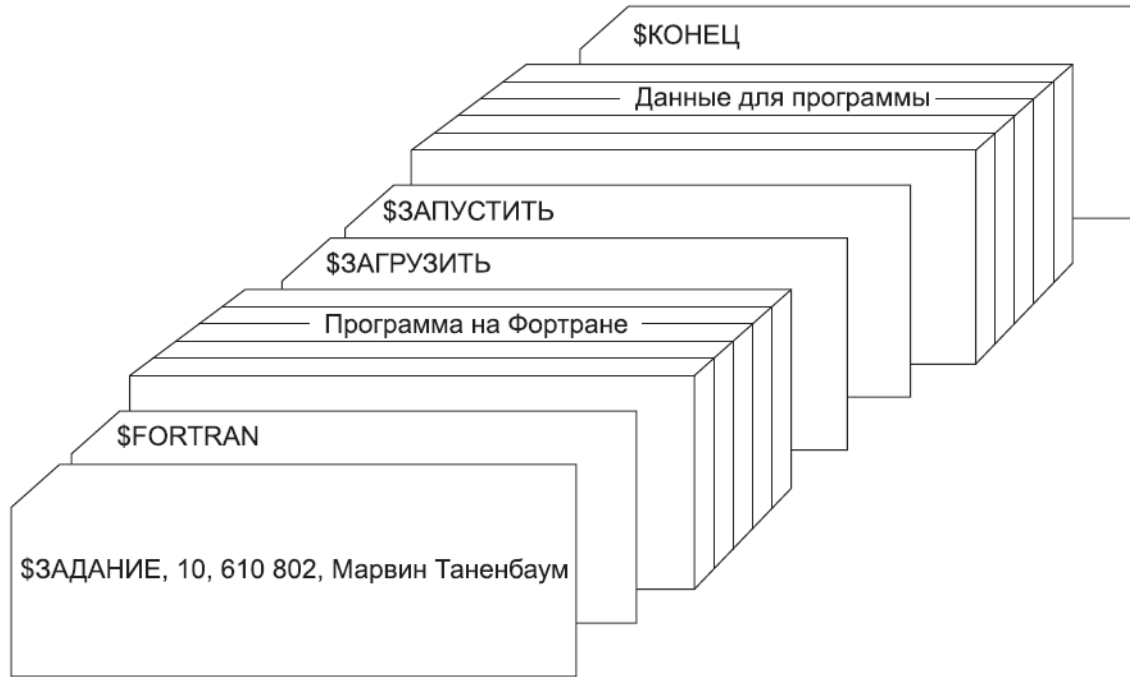 $КОНЕЦ
Данные для программы
$ЗАПУСТИТЬ
$ЗАГРУЗИТЬ
Программа на Фортране
$FORTRAN
$ЗАДАНИЕ, 10, 610 802, Марвин Таненбаум